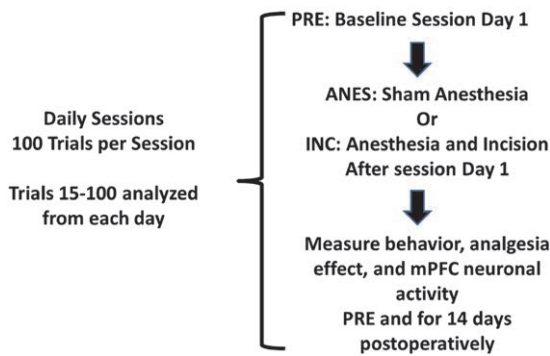 Daily Sessions
100 Trials per Session
Trials 15-100 analyzed
from each day
PRE: Baseline Session Day 1
ANES: Sham Anesthesia
Or
INC: Anesthesia and Incision
After session Day 1
Measure behavior, analgesia
effect, and mPFC neuronal
activity
PRE and for 14 days
postoperatively